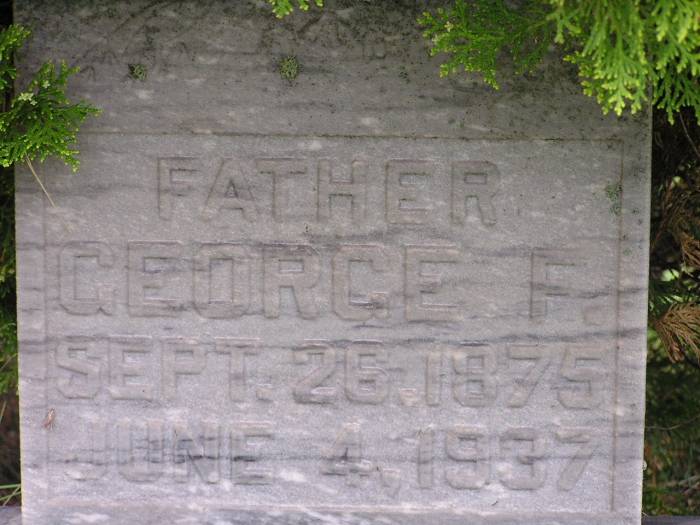 FATHER
GEORGE F.
SEPT. 26, 1875
JUNE 4, 1937